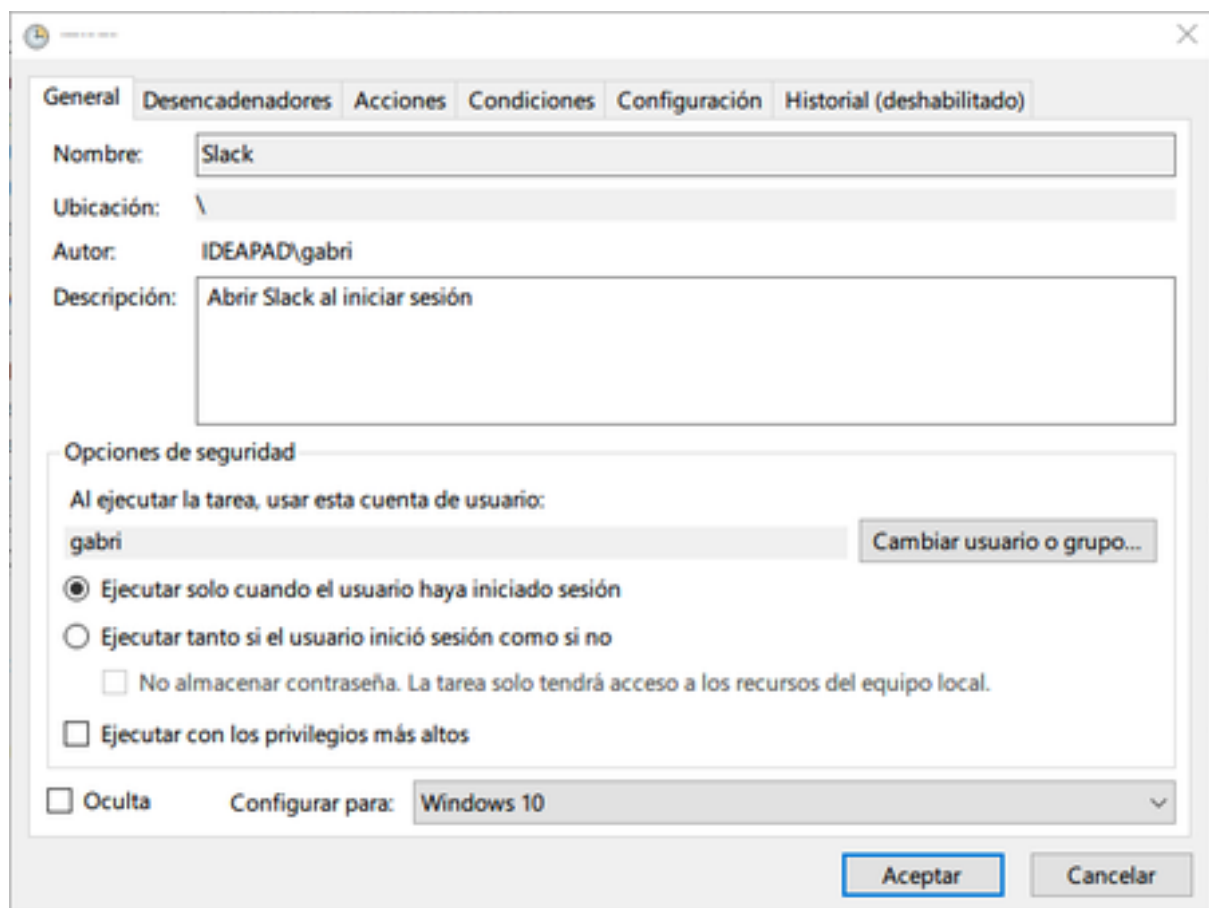 General Desencadenadores Acciones Condiciones Configuración Historial (deshabilitado)
Nombre: Slack
Ubicación: \
Autor: IDEAPAD\gabri
Descripción: Abrir Slack al iniciar sesión
Opciones de seguridad
Al ejecutar la tarea, usar esta cuenta de usuario:
gabri Cambiar usuario o grupo...
Ejecutar solo cuando el usuario haya iniciado sesión
Ejecutar tanto si el usuario inició sesión como si no
No almacenar contraseña. La tarea solo tendrá acceso a los recursos del equipo local.
Ejecutar con los privilegios más altos
Oculta Configurar para: Windows 10
Aceptar Cancelar